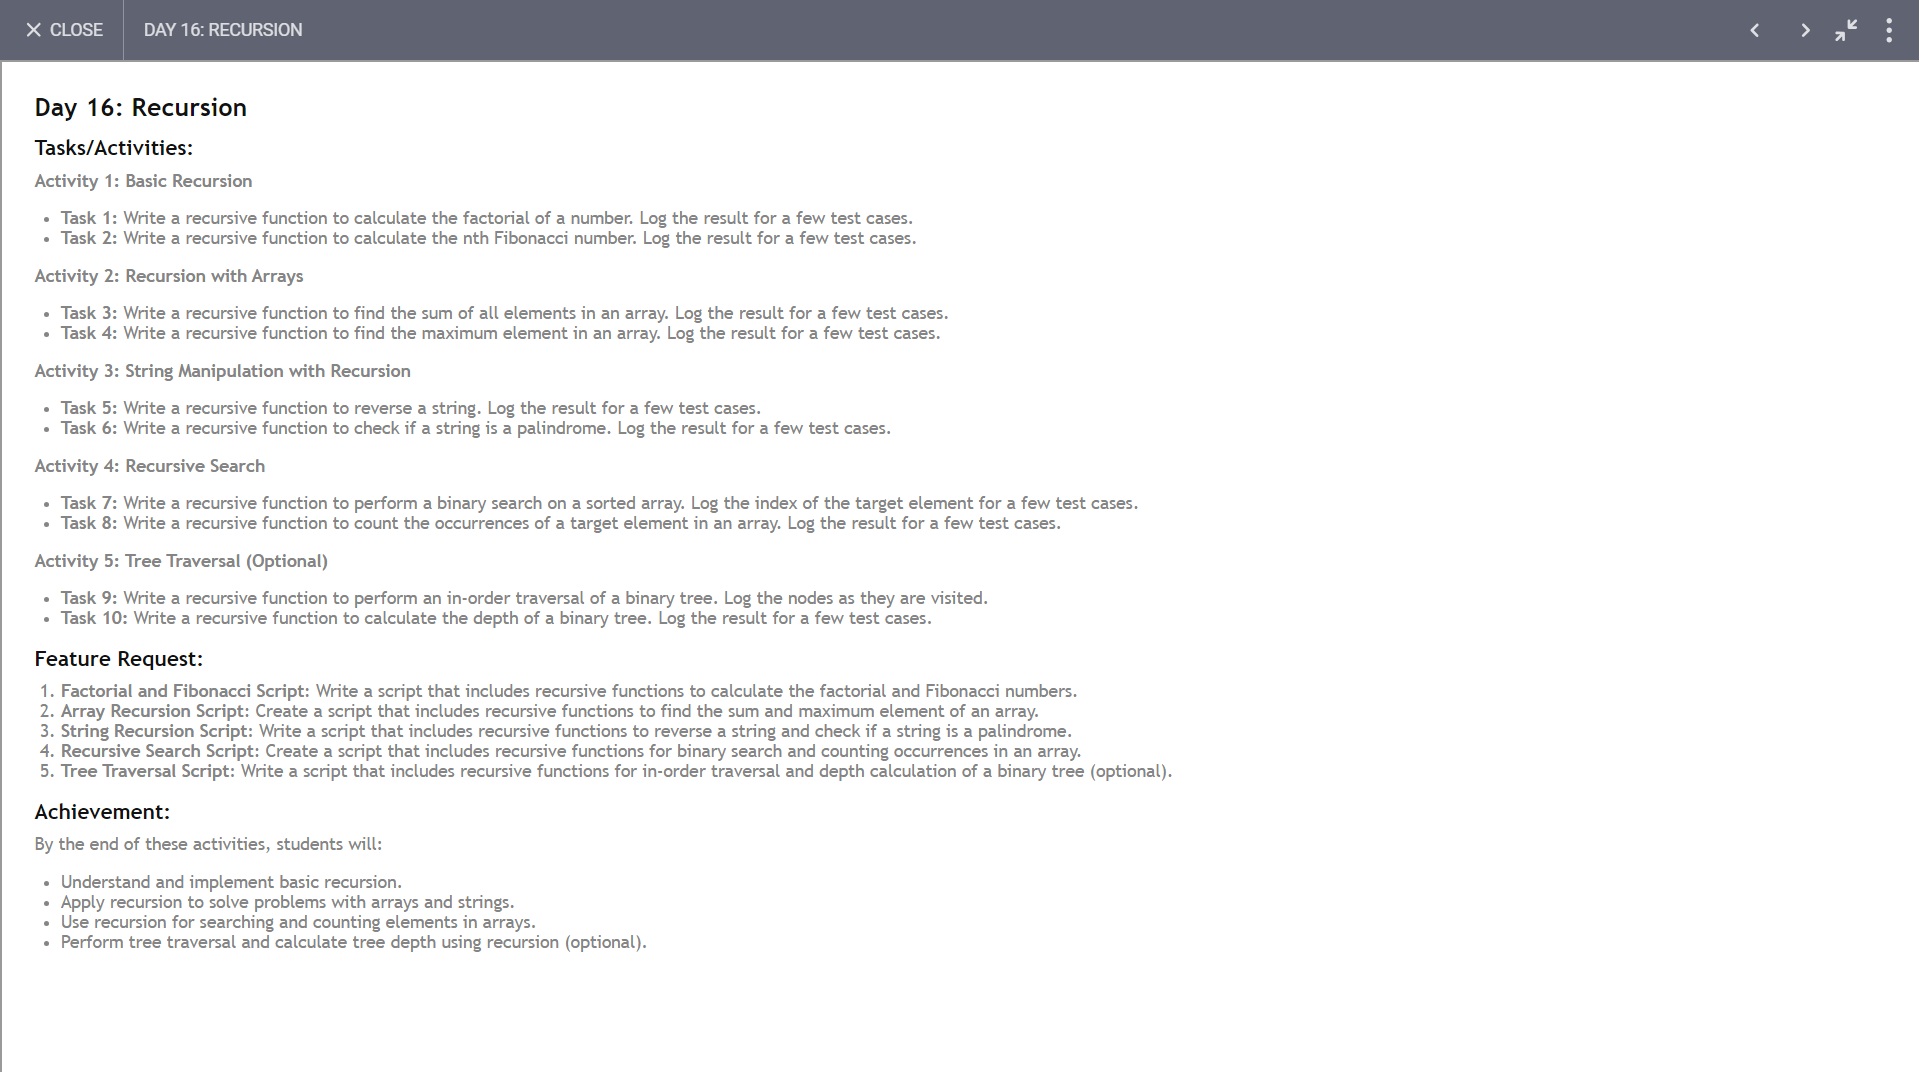 CLOSE
DAY 16: RECURSION
Day 16: Recursion
Tasks/Activities:
Activity 1: Basic Recursion
• Task 1: Write a recursive function to calculate the factorial of a number. Log the result for a few test cases.
• Task 2: Write a recursive function to calculate the nth Fibonacci number. Log the result for a few test cases.
Activity 2: Recursion with Arrays
• Task 3: Write a recursive function to find the sum of all elements in an array. Log the result for a few test cases.
• Task 4: Write a recursive function to find the maximum element in an array. Log the result for a few test cases.
Activity 3: String Manipulation with Recursion
• Task 5: Write a recursive function to reverse a string. Log the result for a few test cases.
• Task 6: Write a recursive function to check if a string is a palindrome. Log the result for a few test cases.
Activity 4: Recursive Search
• Task 7: Write a recursive function to perform a binary search on a sorted array. Log the index of the target element for a few test cases.
• Task 8: Write a recursive function to count the occurrences of a target element in an array. Log the result for a few test cases.
Activity 5: Tree Traversal (Optional)
• Task 9: Write a recursive function to perform an in-order traversal of a binary tree. Log the nodes as they are visited.
• Task 10: Write a recursive function to calculate the depth of a binary tree. Log the result for a few test cases.
Feature Request:
1. Factorial and Fibonacci Script: Write a script that includes recursive functions to calculate the factorial and Fibonacci numbers.
2. Array Recursion Script: Create a script that includes recursive functions to find the sum and maximum element of an array.
3. String Recursion Script: Write a script that includes recursive functions to reverse a string and check if a string is a palindrome.
4. Recursive Search Script: Create a script that includes recursive functions for binary search and counting occurrences in an array.
5. Tree Traversal Script: Write a script that includes recursive functions for in-order traversal and depth calculation of a binary tree (optional).
Achievement:
By the end of these activities, students will:
• Understand and implement basic recursion.
• Apply recursion to solve problems with arrays and strings.
• Use recursion for searching and counting elements in arrays.
• Perform tree traversal and calculate tree depth using recursion (optional).